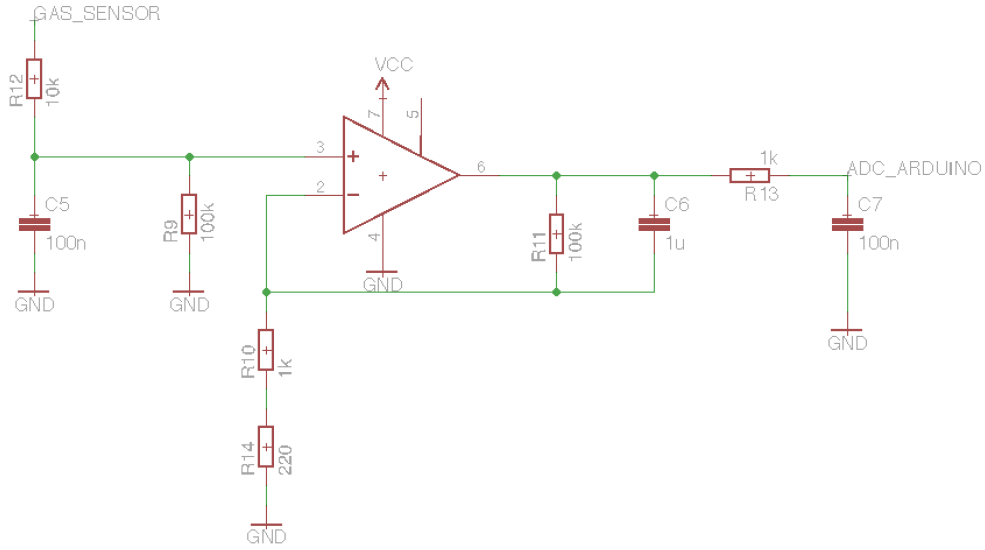 GAS_SENSOR
R12
10k
VCC
7
5
3
2
6
4
GND
C5
100n
GND
R9
100k
GND
R11
100k
C6
1u
1k
R13
ADC_ARDUINO
C7
100n
GND
R10
1k
R14
220
GND